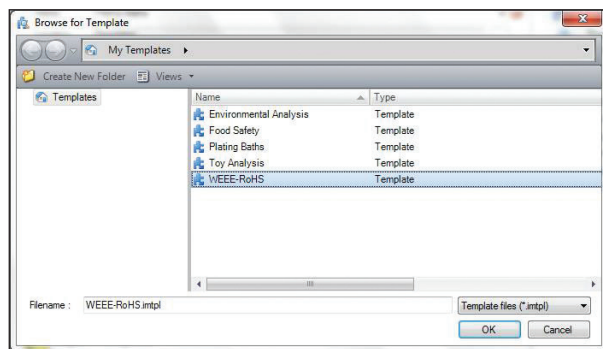 Browse for Template
My Templates
Create New Folder Views
Templates
Name Type
Environmental Analysis Template
Food Safety Template
Plating Baths Template
Toy Analysis Template
WEEE-RoHS Template
Filename : WEEE-RoHS.imtpl Template files (*.imtpl)
OK Cancel